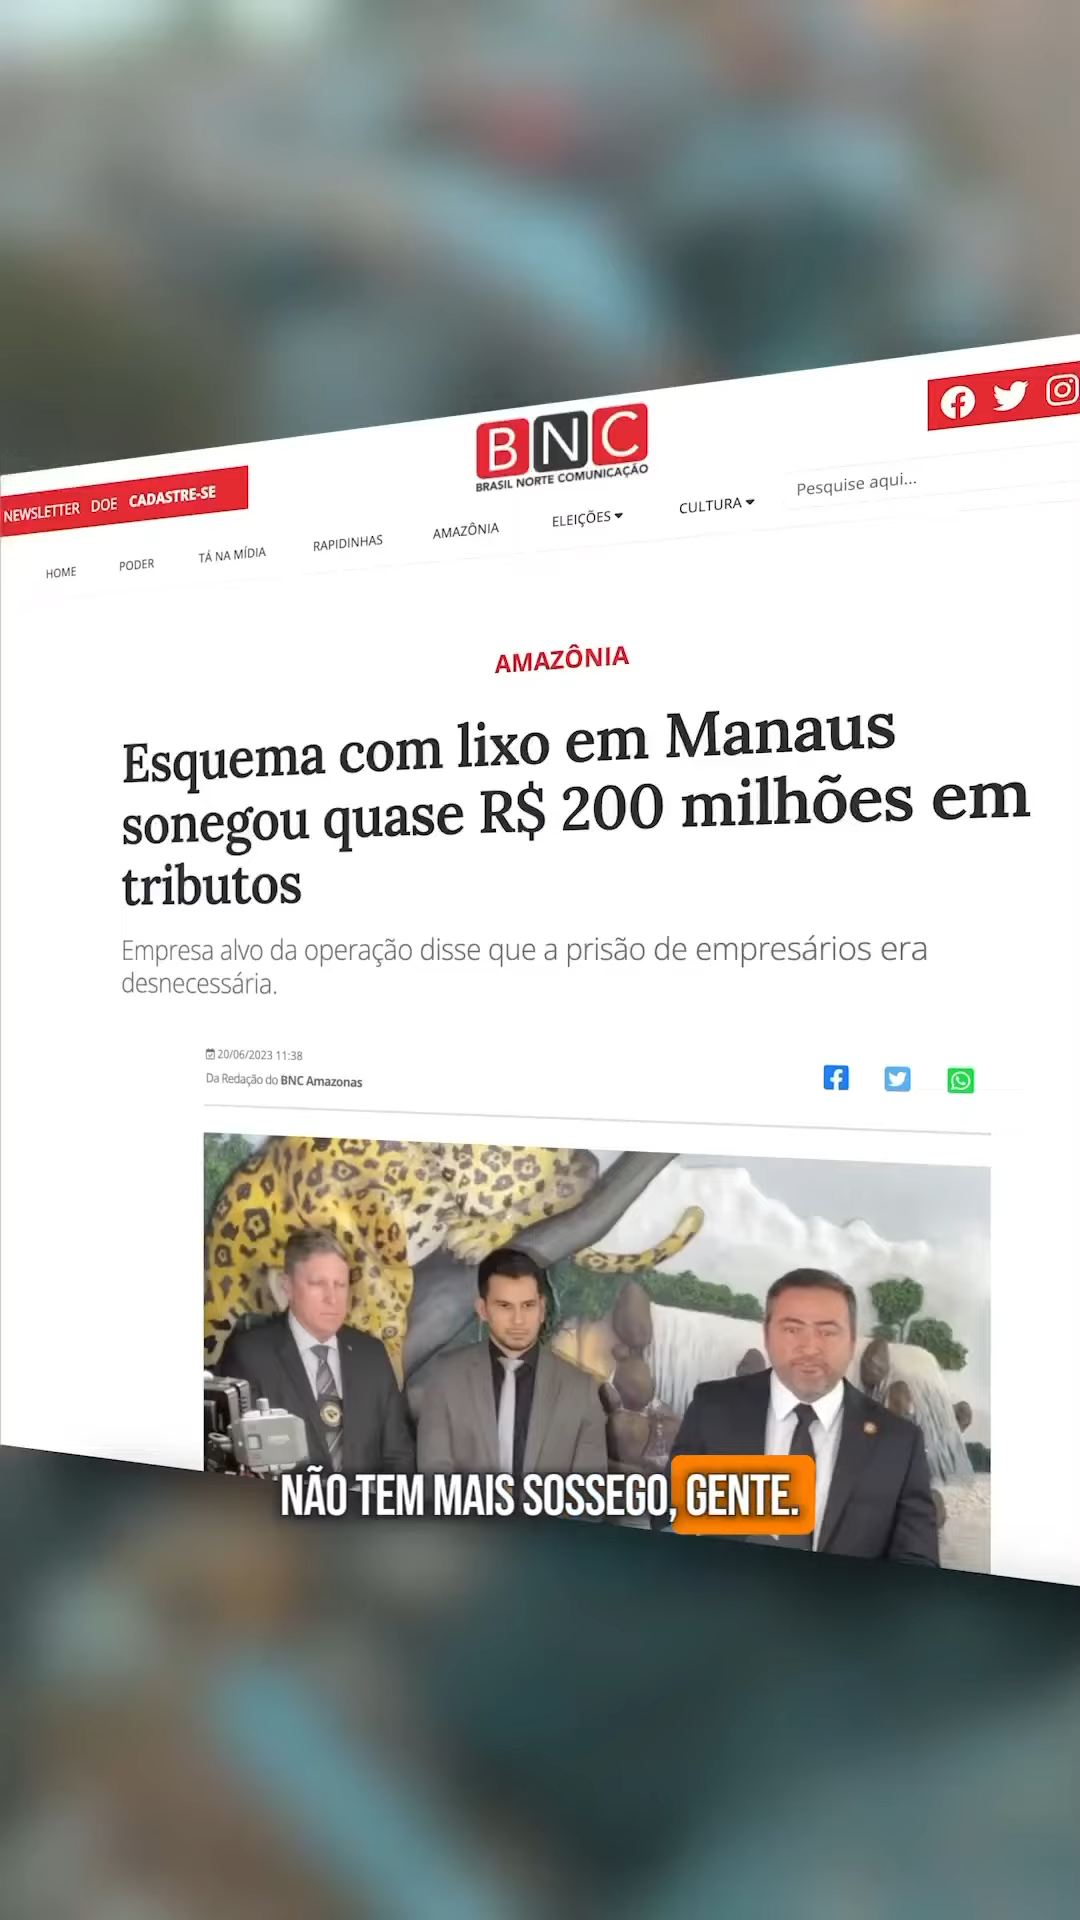 BNC
BRASIL NORTE COMUNICAÇÃO
NEWSLETTER DOE CADASTRE-SE
Pesquise aqui...
HOME PODER TÁ NA MÍDIA RAPIDINHAS AMAZÔNIA ELEIÇÕES CULTURA
AMAZÔNIA
Esquema com lixo em Manaus
sonegou quase R$ 200 milhões em
tributos
Empresa alvo da operação disse que a prisão de empresários era
desnecessária.
20/06/2023 11:38
Da Redação do BNC Amazonas
NÃO TEM MAIS SOSSEGO, GENTE.